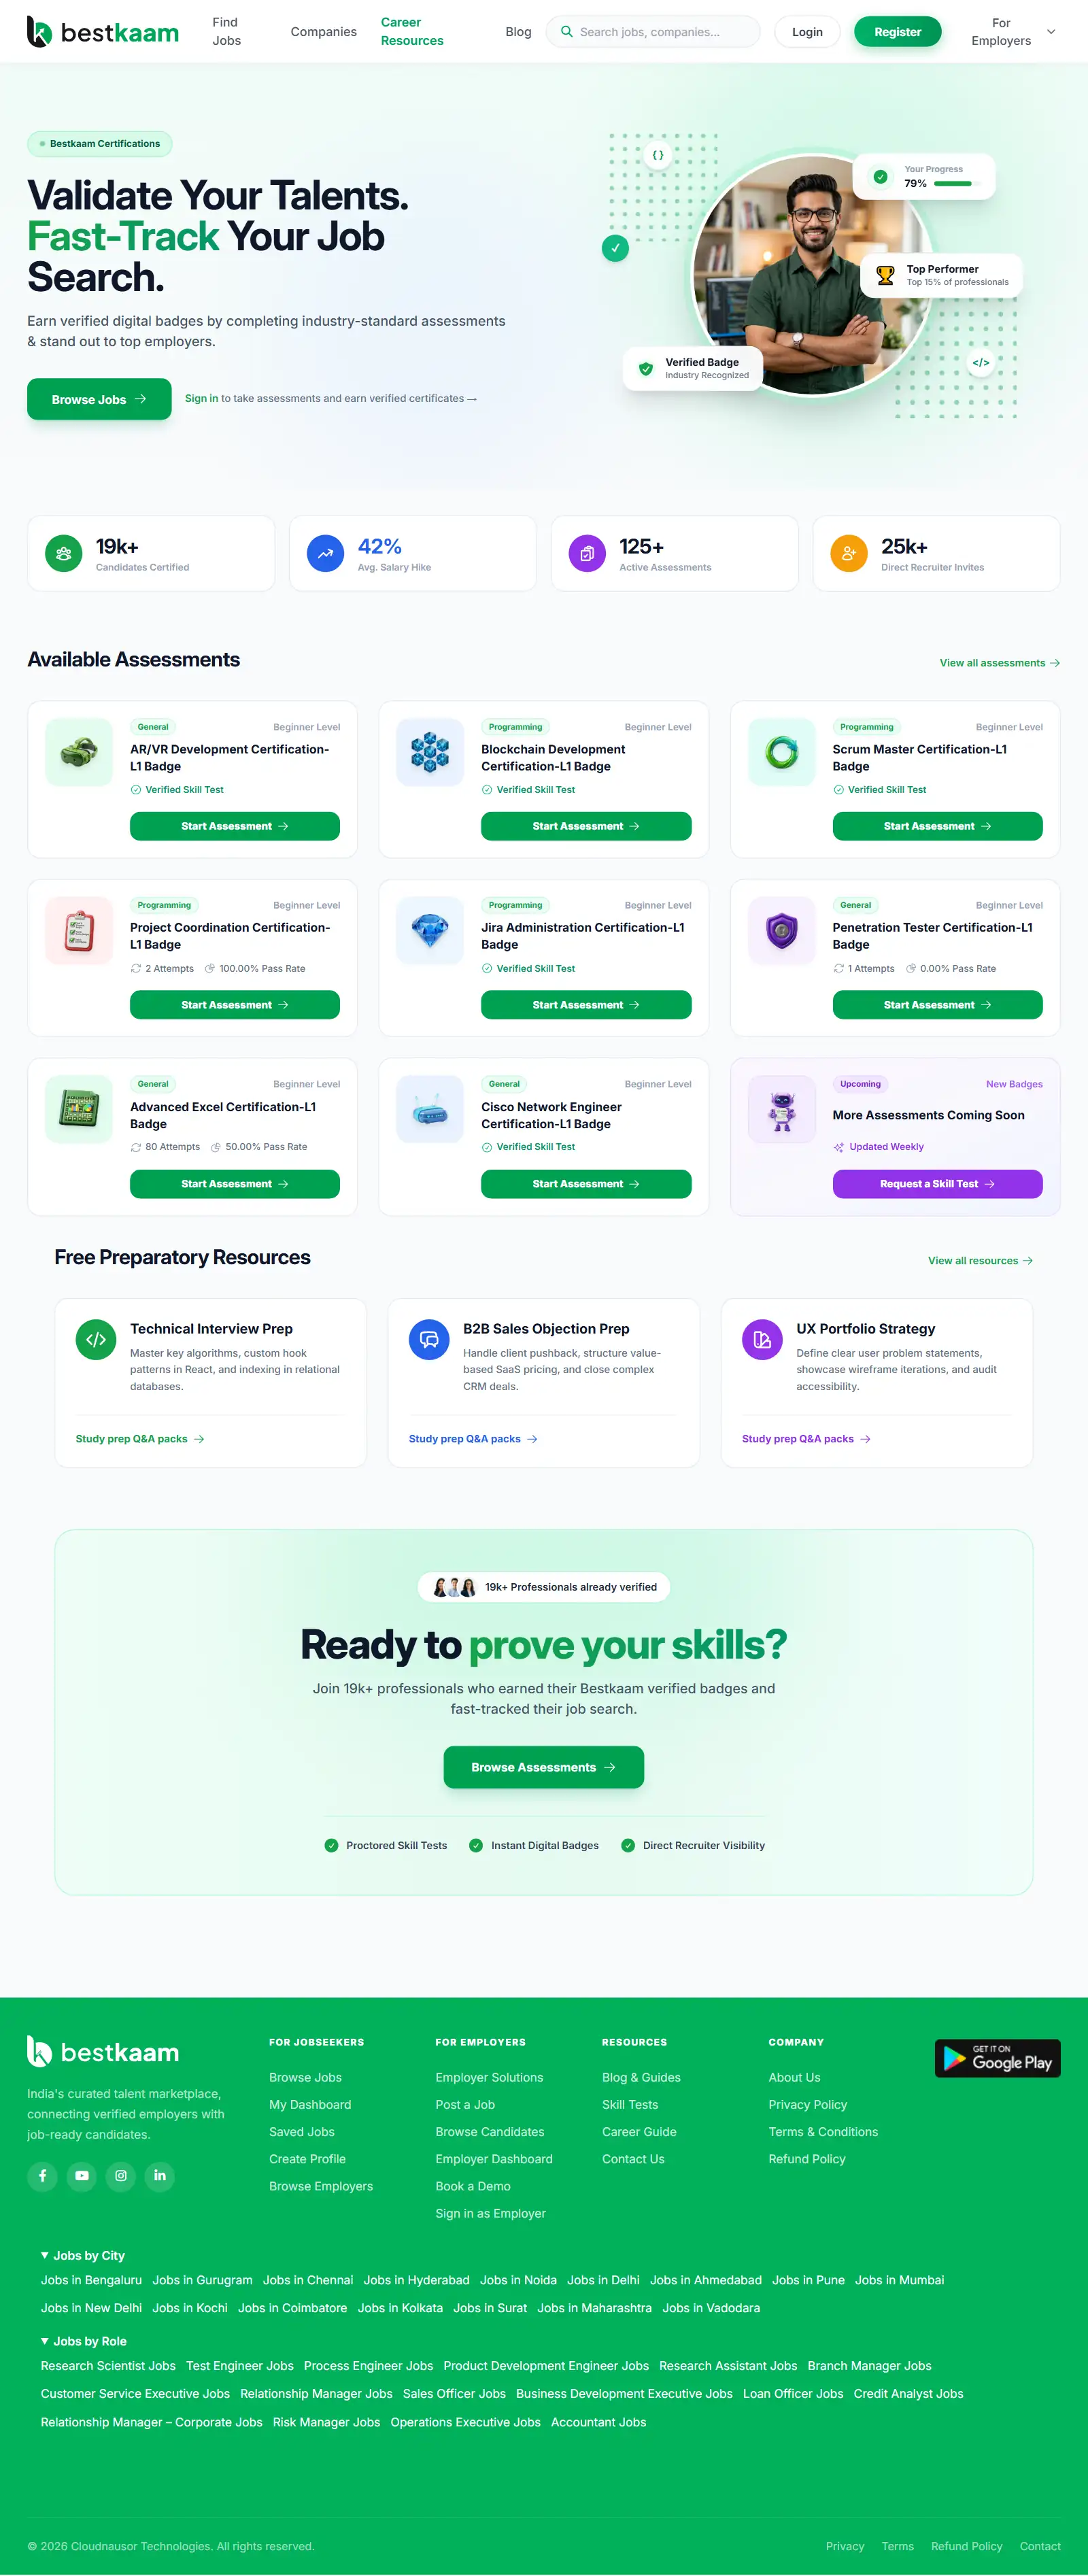 bestkaam
Find
Jobs
Companies
Career
Resources
Blog
Search jobs, companies...
Login
Register
For
Employers
Bestkaam Certifications
Validate Your Talents.
Fast-Track Your Job
Search.
Earn verified digital badges by completing industry-standard assessments
& stand out to top employers.
Browse Jobs →
Sign in to take assessments and earn verified certificates →
{ }
Your Progress
79%
Top Performer
Top 15% of professionals
Verified Badge
Industry Recognized
</>
19k+
Candidates Certified
42%
Avg. Salary Hike
125+
Active Assessments
25k+
Direct Recruiter Invites
Available Assessments
View all assessments →
General
Beginner Level
AR/VR Development Certification-
L1 Badge
Verified Skill Test
Start Assessment →
Programming
Beginner Level
Blockchain Development
Certification-L1 Badge
Verified Skill Test
Start Assessment →
Programming
Beginner Level
Scrum Master Certification-L1
Badge
Verified Skill Test
Start Assessment →
Programming
Beginner Level
Project Coordination Certification-
L1 Badge
2 Attempts 100.00% Pass Rate
Start Assessment →
Programming
Beginner Level
Jira Administration Certification-L1
Badge
Verified Skill Test
Start Assessment →
General
Beginner Level
Penetration Tester Certification-L1
Badge
1 Attempts 0.00% Pass Rate
Start Assessment →
General
Beginner Level
Advanced Excel Certification-L1
Badge
80 Attempts 50.00% Pass Rate
Start Assessment →
General
Beginner Level
Cisco Network Engineer
Certification-L1 Badge
Verified Skill Test
Start Assessment →
Upcoming
New Badges
More Assessments Coming Soon
Updated Weekly
Request a Skill Test →
Free Preparatory Resources
View all resources →
Technical Interview Prep
Master key algorithms, custom hook
patterns in React, and indexing in relational
databases.
Study prep Q&A packs →
B2B Sales Objection Prep
Handle client pushback, structure value-
based SaaS pricing, and close complex
CRM deals.
Study prep Q&A packs →
UX Portfolio Strategy
Define clear user problem statements,
showcase wireframe iterations, and audit
accessibility.
Study prep Q&A packs →
19k+ Professionals already verified
Ready to prove your skills?
Join 19k+ professionals who earned their Bestkaam verified badges and
fast-tracked their job search.
Browse Assessments →
Proctored Skill Tests
Instant Digital Badges
Direct Recruiter Visibility
bestkaam
India's curated talent marketplace,
connecting verified employers with
job-ready candidates.
FOR JOBSEEKERS
Browse Jobs
My Dashboard
Saved Jobs
Create Profile
Browse Employers
FOR EMPLOYERS
Employer Solutions
Post a Job
Browse Candidates
Employer Dashboard
Book a Demo
Sign in as Employer
RESOURCES
Blog & Guides
Skill Tests
Career Guide
Contact Us
COMPANY
About Us
Privacy Policy
Terms & Conditions
Refund Policy
GET IT ON
Google Play
▼ Jobs by City
Jobs in Bengaluru Jobs in Gurugram Jobs in Chennai Jobs in Hyderabad Jobs in Noida Jobs in Delhi Jobs in Ahmedabad Jobs in Pune Jobs in Mumbai
Jobs in New Delhi Jobs in Kochi Jobs in Coimbatore Jobs in Kolkata Jobs in Surat Jobs in Maharashtra Jobs in Vadodara
▼ Jobs by Role
Research Scientist Jobs Test Engineer Jobs Process Engineer Jobs Product Development Engineer Jobs Research Assistant Jobs Branch Manager Jobs
Customer Service Executive Jobs Relationship Manager Jobs Sales Officer Jobs Business Development Executive Jobs Loan Officer Jobs Credit Analyst Jobs
Relationship Manager – Corporate Jobs Risk Manager Jobs Operations Executive Jobs Accountant Jobs
© 2026 Cloudnausor Technologies. All rights reserved.
Privacy Terms Refund Policy Contact